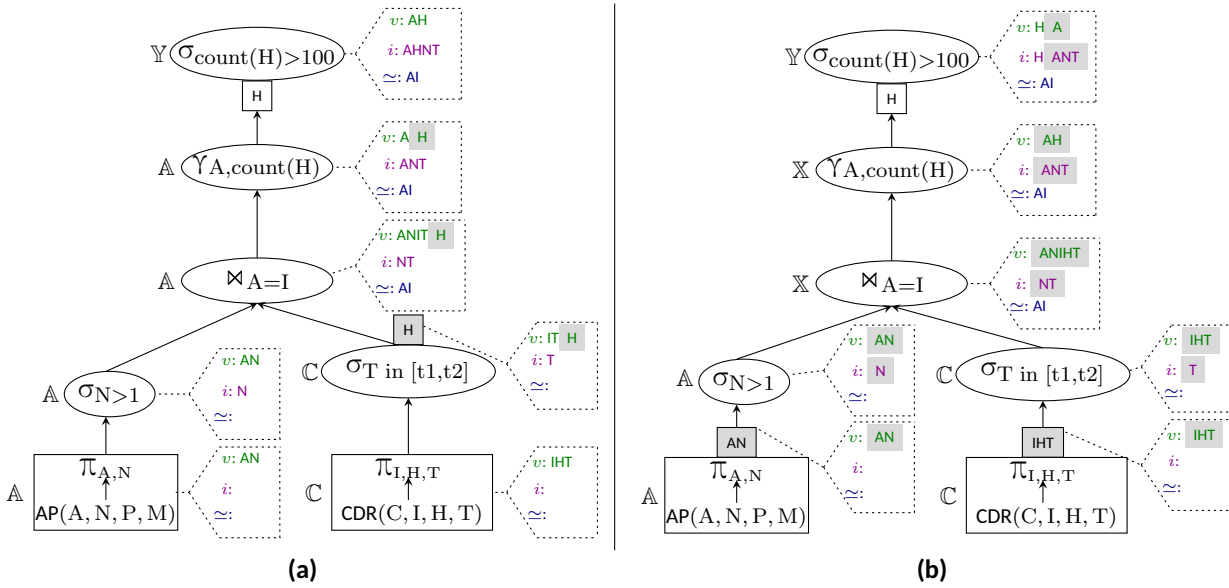 v: AH
𝕐 σcount(H)>100
i: AHNT
≃: AI
H
v: A H
𝔸 γA,count(H)
i: ANT
≃: AI
v: ANIT H
𝔸 ⋈A=I
i: NT
≃: AI
H
v: IT H
ℂ σT in [t1,t2]
i: T
≃:
v: AN
𝔸 σN>1
i: N
≃:
πA,N
v: AN
𝔸
i:
AP(A, N, P, M)
≃:
πI,H,T
v: IHT
ℂ
i:
CDR(C, I, H, T)
≃:
(a)
v: H A
𝕐 σcount(H)>100
i: H ANT
≃: AI
H
v: AH
𝕏 γA,count(H)
i: ANT
≃: AI
v: ANIHT
𝕏 ⋈A=I
i: NT
≃: AI
v: AN
𝔸 σN>1
i: N
≃:
v: IHT
ℂ σT in [t1,t2]
i: T
≃:
AN
v: AN
πA,N
i:
𝔸
≃:
AP(A, N, P, M)
IHT
v: IHT
πI,H,T
i:
ℂ
≃:
CDR(C, I, H, T)
(b)